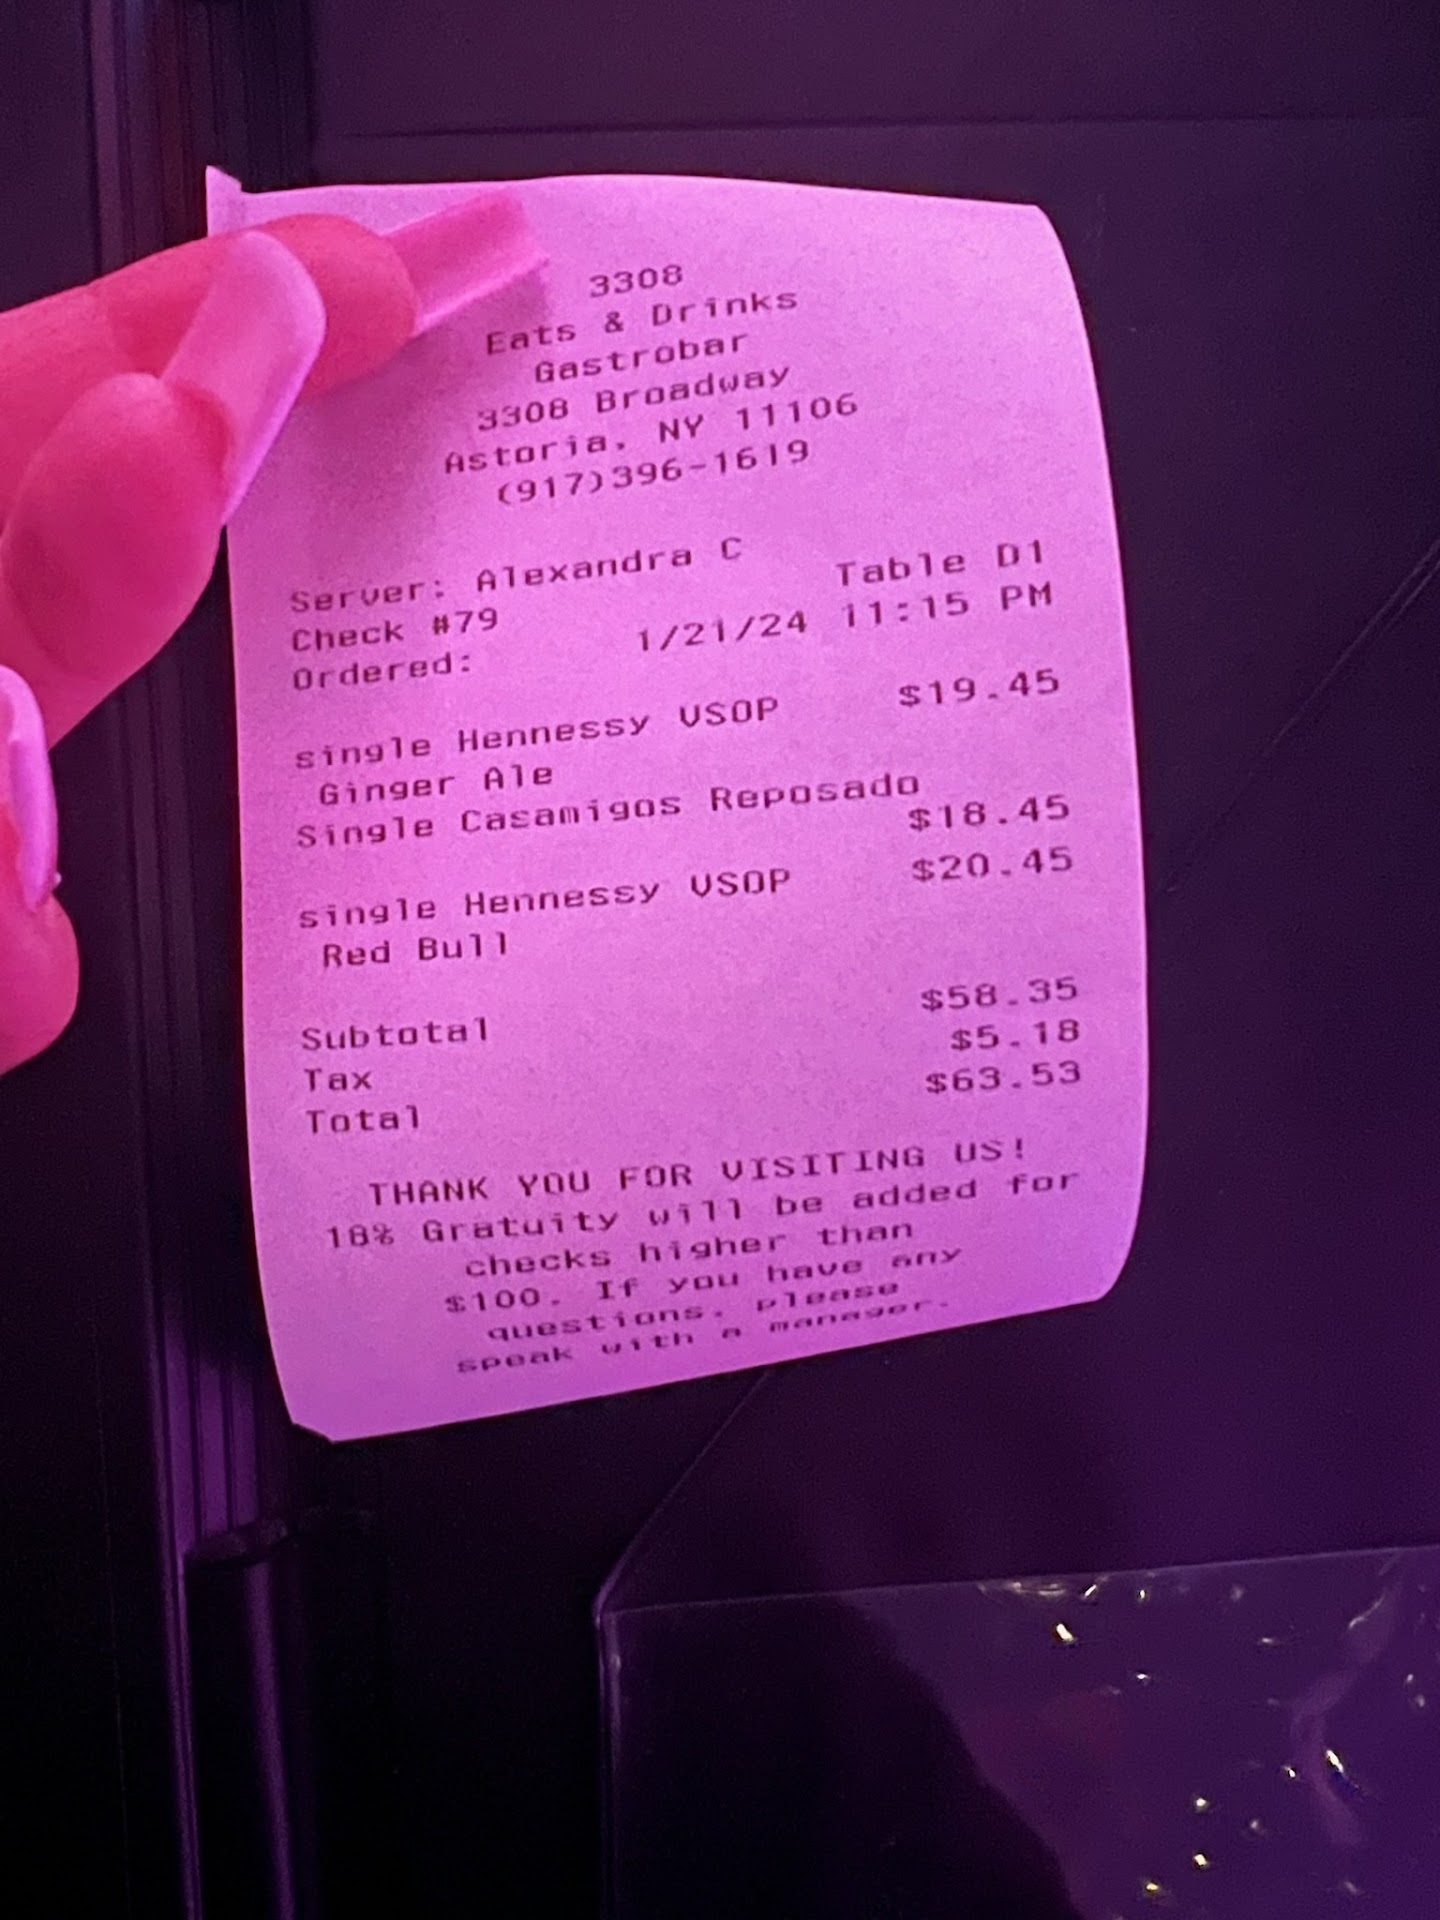 3308
Eats & Drinks
Gastrobar
3308 Broadway
Astoria, NY 11106
(917)396-1619
Server: Alexandra C
Check #79 Table D1
Ordered: 1/21/24 11:15 PM
single Hennessy VSOP $19.45
Ginger Ale
Single Casamigos Reposado
$18.45
single Hennessy VSOP $20.45
Red Bull
Subtotal $58.35
Tax $5.18
Total $63.53
THANK YOU FOR VISITING US!
18% Gratuity will be added for
checks higher than
$100. If you have any
questions, please
speak with a manager.